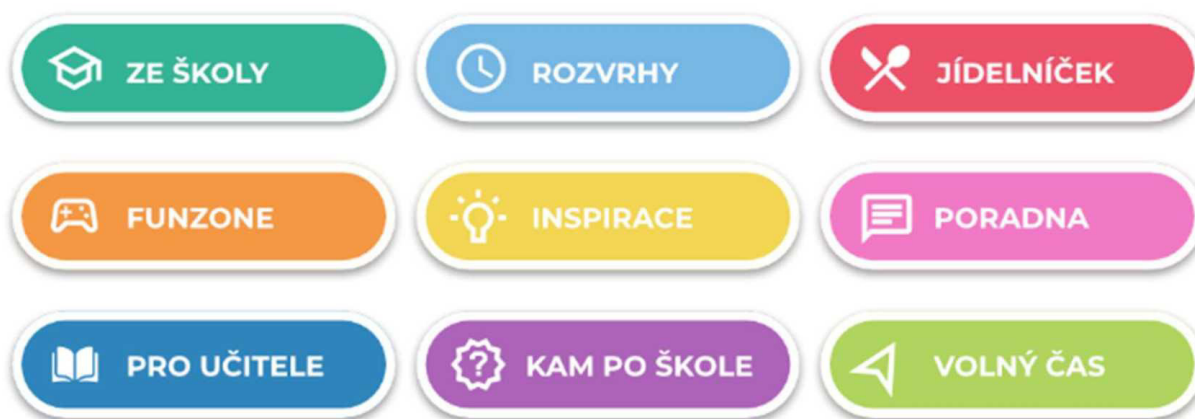 ZE ŠKOLY
ROZVRHY
JÍDELNÍČEK
FUNZONE
INSPIRACE
PORADNA
PRO UČITELE
KAM PO ŠKOLE
VOLNÝ ČAS